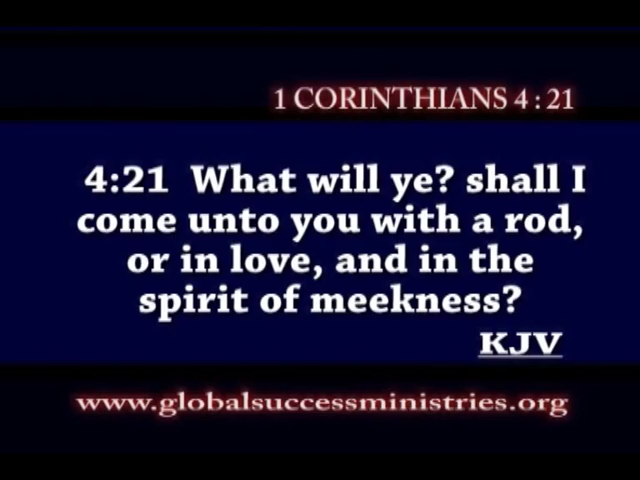 1 CORINTHIANS 4 : 21
4:21 What will ye? shall I
come unto you with a rod,
or in love, and in the
spirit of meekness?
KJV
www.globalsuccessministries.org